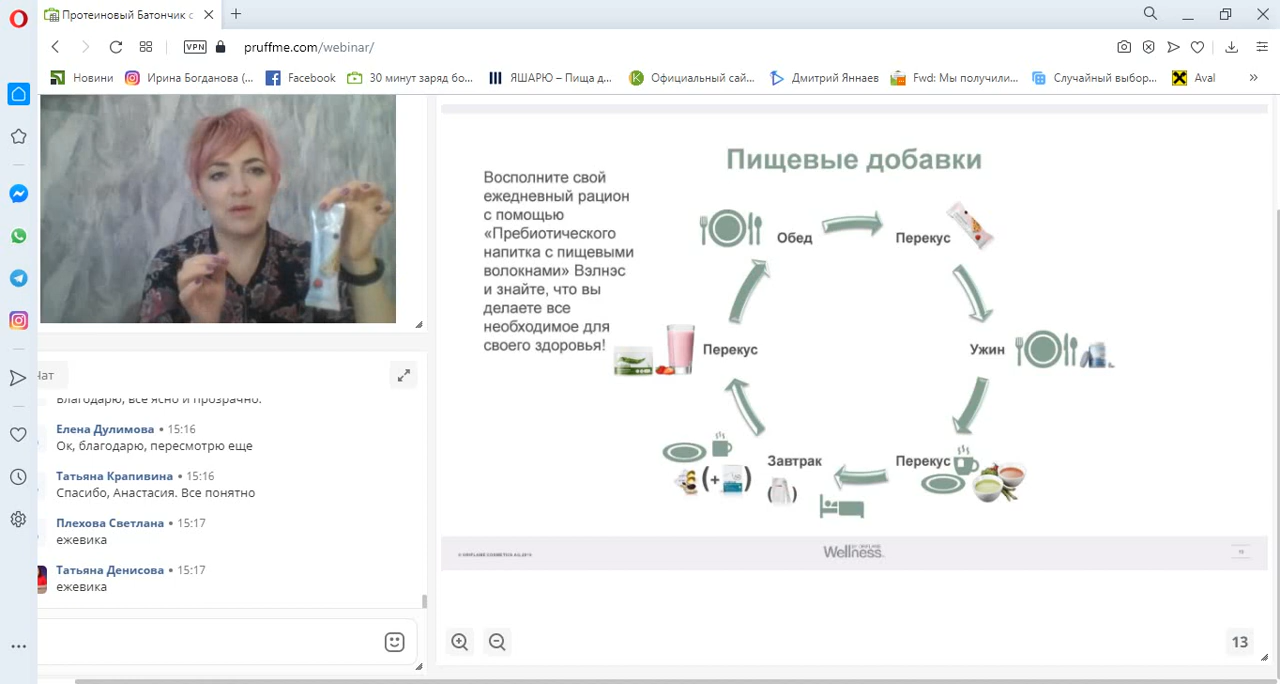 Протеиновый Батончик с
VPN
pruffme.com/webinar/
Новини
Ирина Богданова (...
Facebook
30 минут заряд бо...
ЯШАРЮ – Пища д...
Официальный сай...
Дмитрий Яннаев
Fwd: Мы получили...
Случайный выбор...
Aval
»
Чат
Благодарю, все ясно и прозрачно.
Елена Дулимова • 15:16
Ок, благодарю, пересмотрю еще
Татьяна Крапивина • 15:16
Спасибо, Анастасия. Все понятно
Плехова Светлана • 15:17
ежевика
Татьяна Денисова • 15:17
ежевика
Пищевые добавки
Восполните свой
ежедневный рацион
с помощью
«Пребиотического
напитка с пищевыми
волокнами» Вэлнэс
и знайте, что вы
делаете все
необходимое для
своего здоровья!
Обед
Перекус
Ужин
Перекус
Завтрак
Перекус
(+ )
Wellness
13